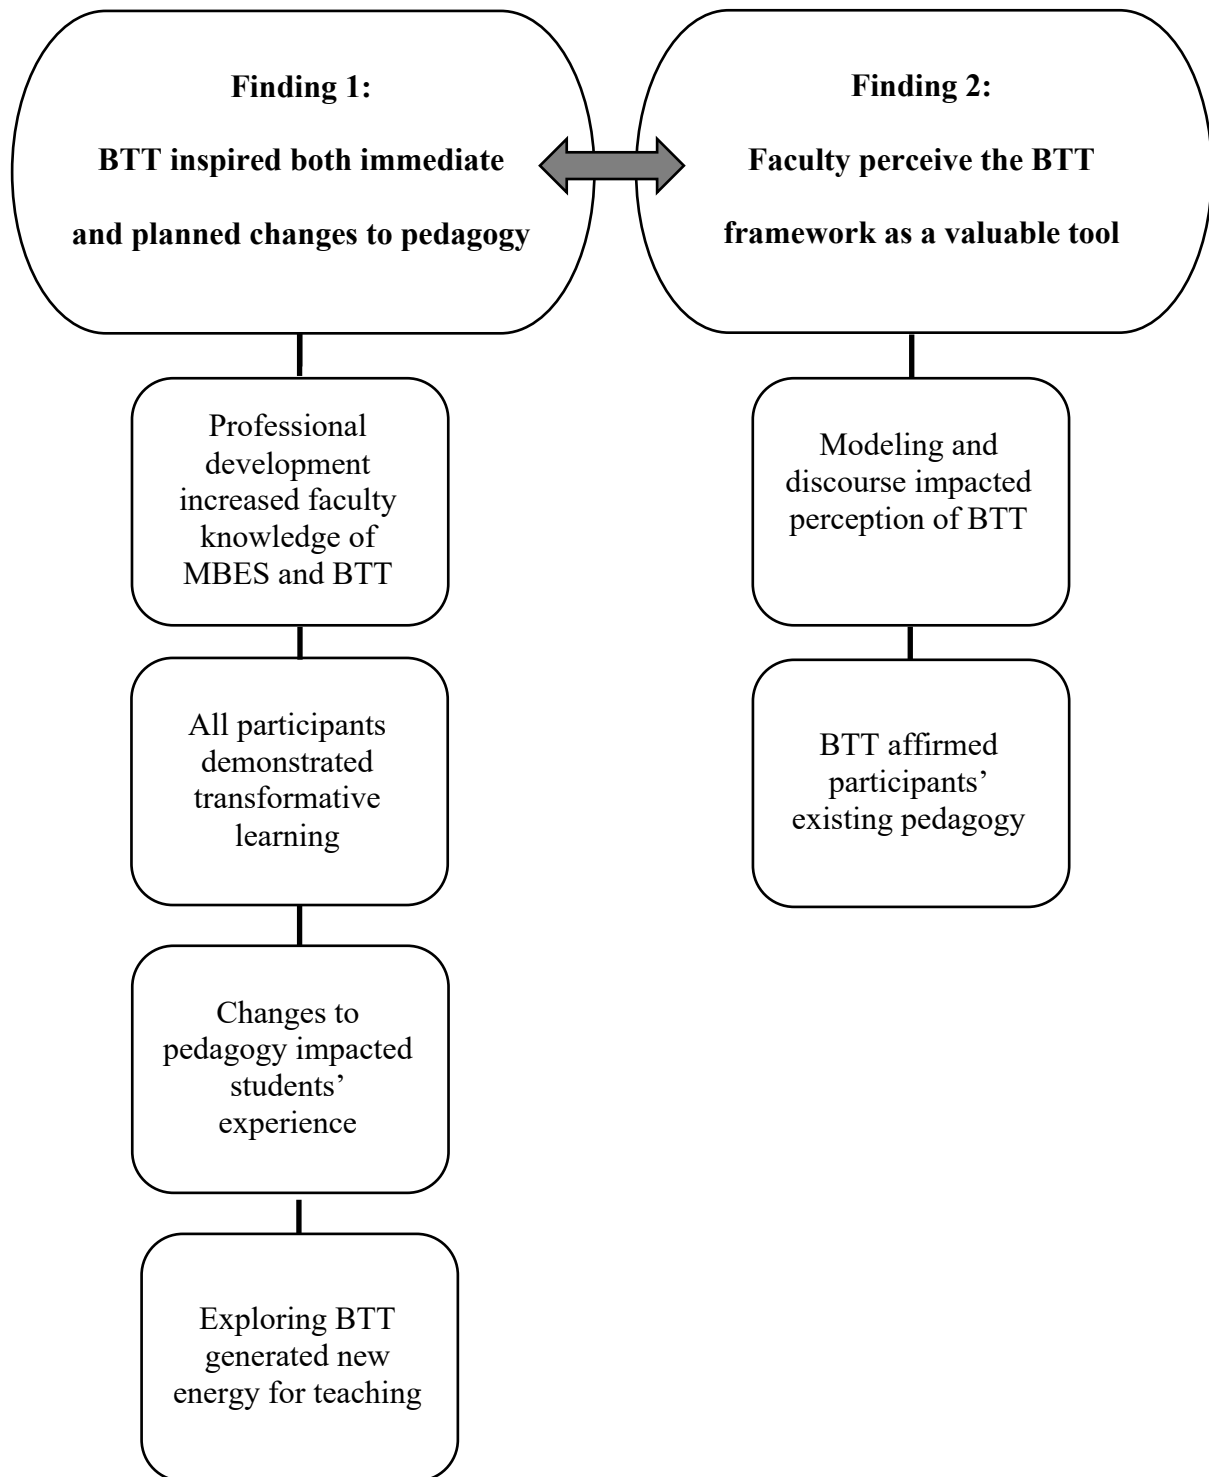 Finding 1:
BTT inspired both immediate
and planned changes to pedagogy
Finding 2:
Faculty perceive the BTT
framework as a valuable tool
Professional
development
increased faculty
knowledge of
MBES and BTT
All participants
demonstrated
transformative
learning
Changes to
pedagogy impacted
students’
experience
Exploring BTT
generated new
energy for teaching
Modeling and
discourse impacted
perception of BTT
BTT affirmed
participants’
existing pedagogy